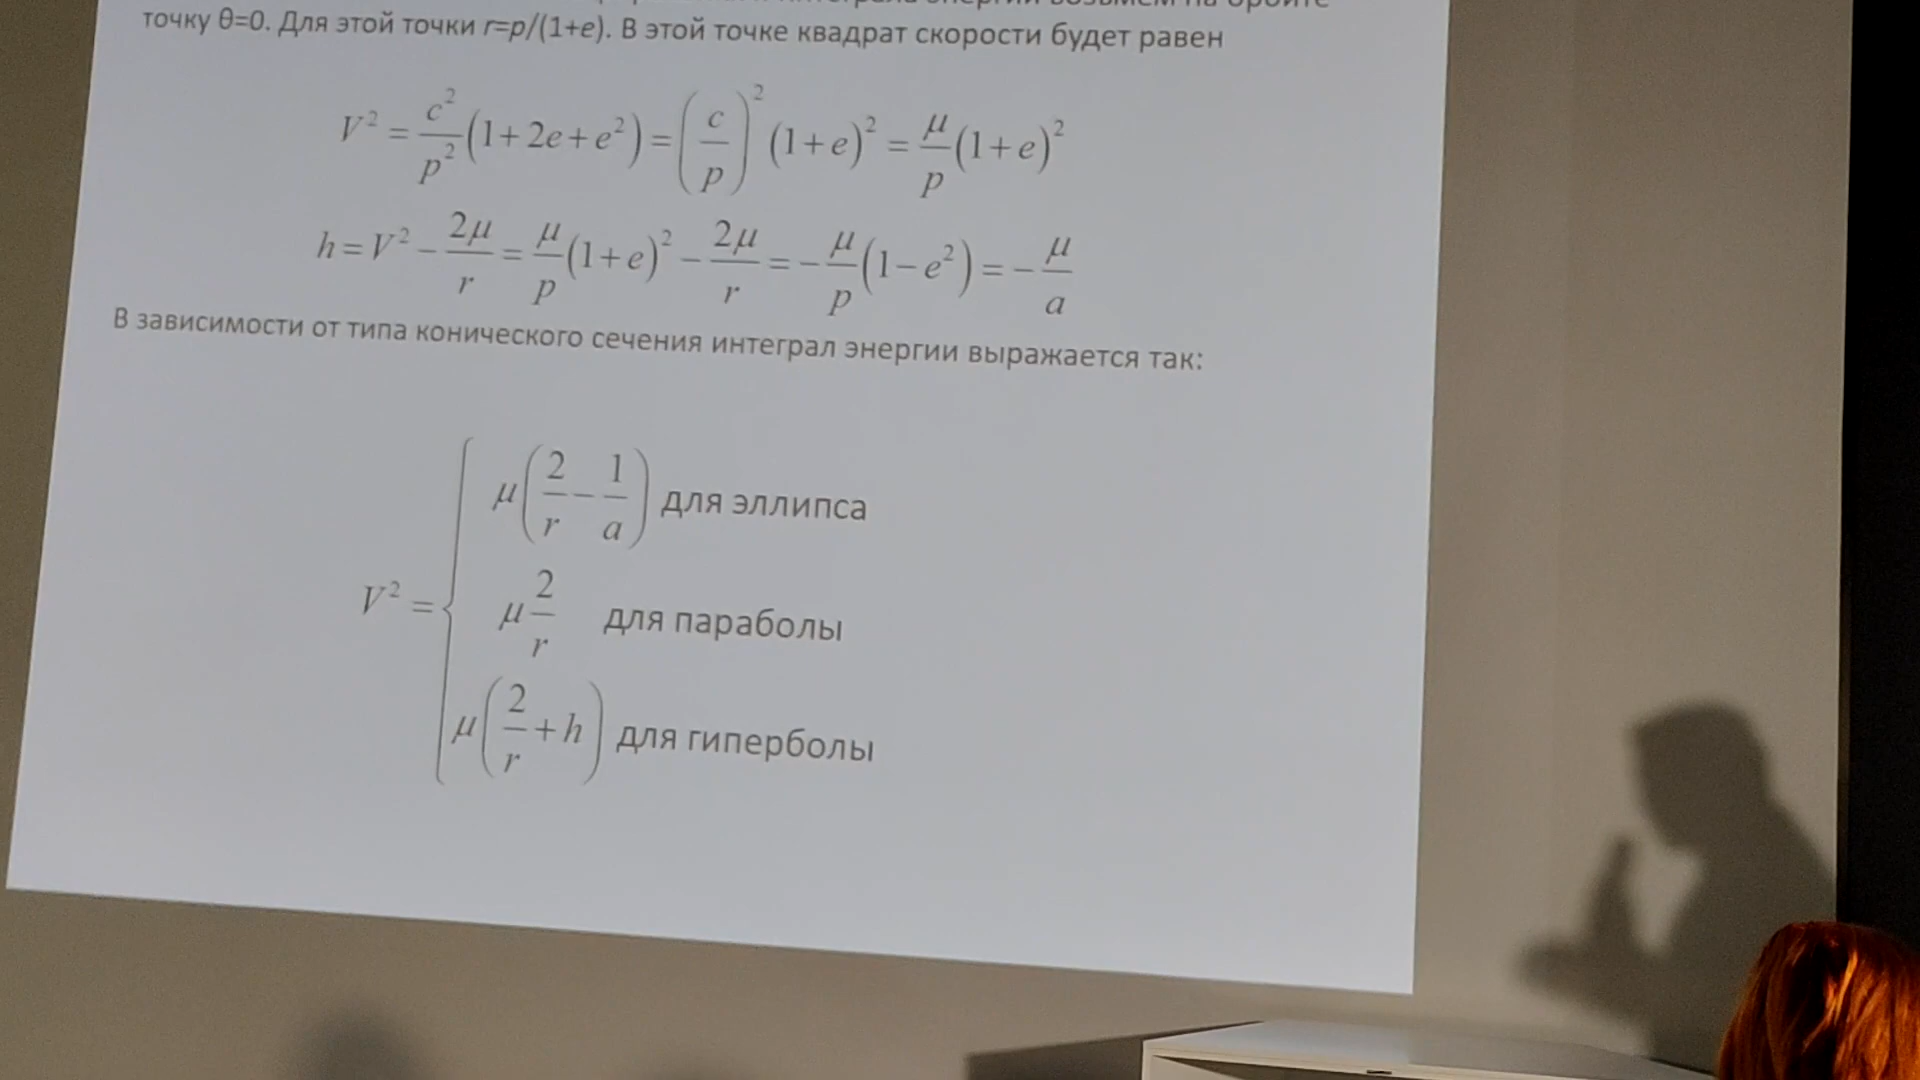 точку θ=0. Для этой точки r=p/(1+e). В этой точке квадрат скорости будет равен
V² = c²/p² (1+2e+e²) = (c/p)² (1+e)² = μ/p (1+e)²
h = V² − 2μ/r = μ/p (1+e)² − 2μ/r = −μ/p (1−e²) = −μ/a
В зависимости от типа конического сечения интеграл энергии выражается так:
V² = {
μ(2/r − 1/a) для эллипса
μ 2/r для параболы
μ(2/r + h) для гиперболы